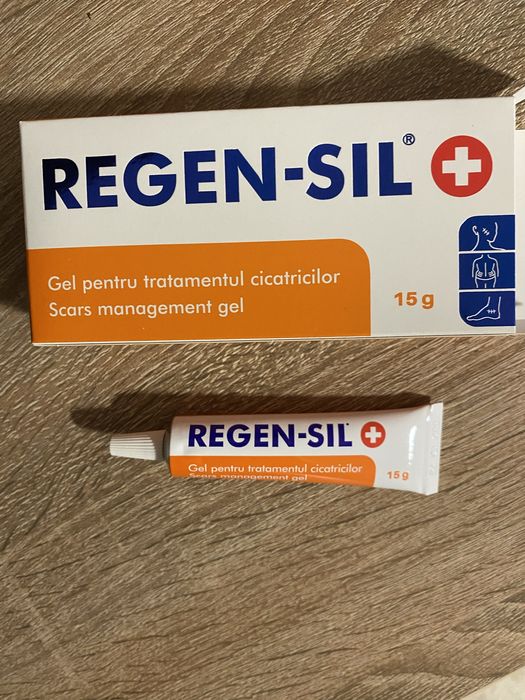 REGEN-SIL®
Gel pentru tratamentul cicatricilor
Scars management gel
15 g
REGEN-SIL
Gel pentru tratamentul cicatricilor
Scars management gel
15 g